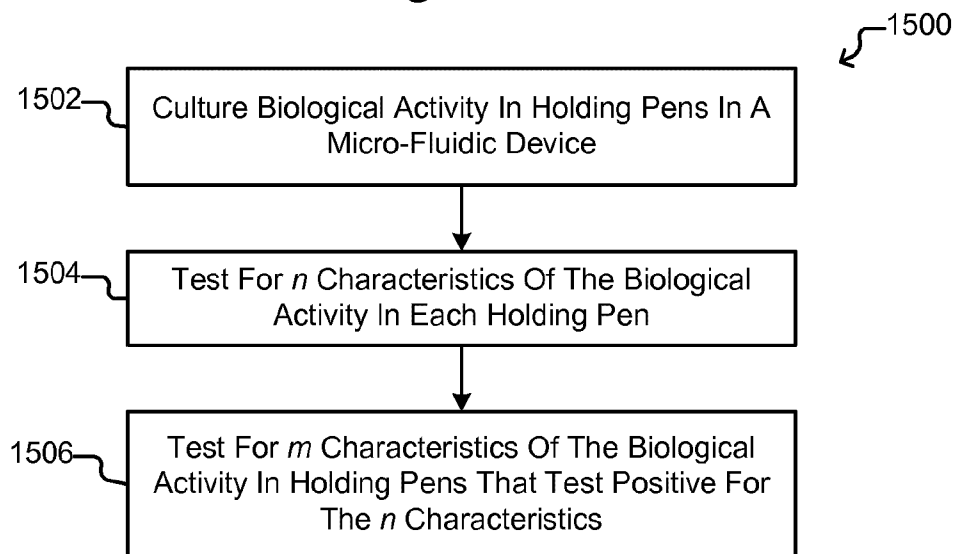 1500
1502
Culture Biological Activity In Holding Pens In A
Micro-Fluidic Device
1504
Test For n Characteristics Of The Biological
Activity In Each Holding Pen
1506
Test For m Characteristics Of The Biological
Activity In Holding Pens That Test Positive For
The n Characteristics